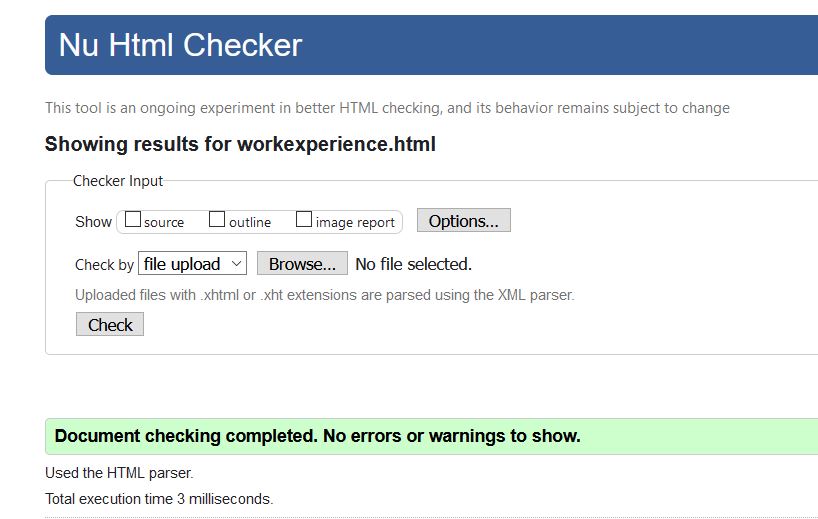 Nu Html Checker
This tool is an ongoing experiment in better HTML checking, and its behavior remains subject to change
Showing results for workexperience.html
Checker Input
Show source outline image report Options...
Check by file upload Browse... No file selected.
Uploaded files with .xhtml or .xht extensions are parsed using the XML parser.
Check
Document checking completed. No errors or warnings to show.
Used the HTML parser.
Total execution time 3 milliseconds.